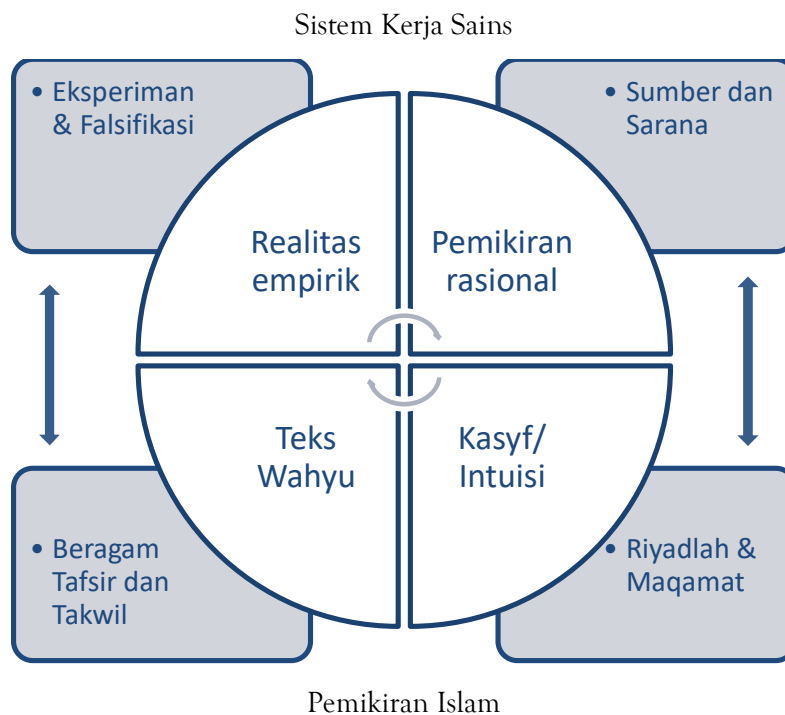 Sistem Kerja Sains
• Eksperiman
& Falsifikasi
• Sumber dan
Sarana
Realitas
empirik
Pemikiran
rasional
Teks
Wahyu
Kasyf/
Intuisi
• Beragam
Tafsir dan
Takwil
• Riyadlah &
Maqamat
Pemikiran Islam